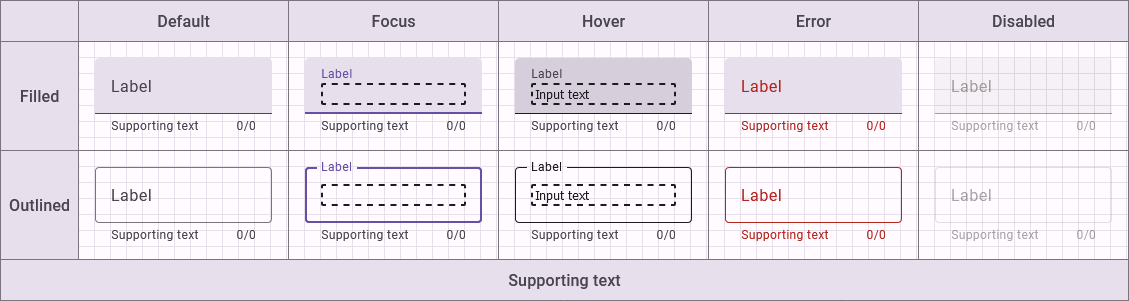 Default Focus Hover Error Disabled
Label Label
Filled Label Input text Label Label
Supporting text 0/0 Supporting text 0/0 Supporting text 0/0 Supporting text 0/0 Supporting text 0/0
Label Label
Outlined Label Input text Label Label
Supporting text 0/0 Supporting text 0/0 Supporting text 0/0 Supporting text 0/0 Supporting text 0/0
Supporting text